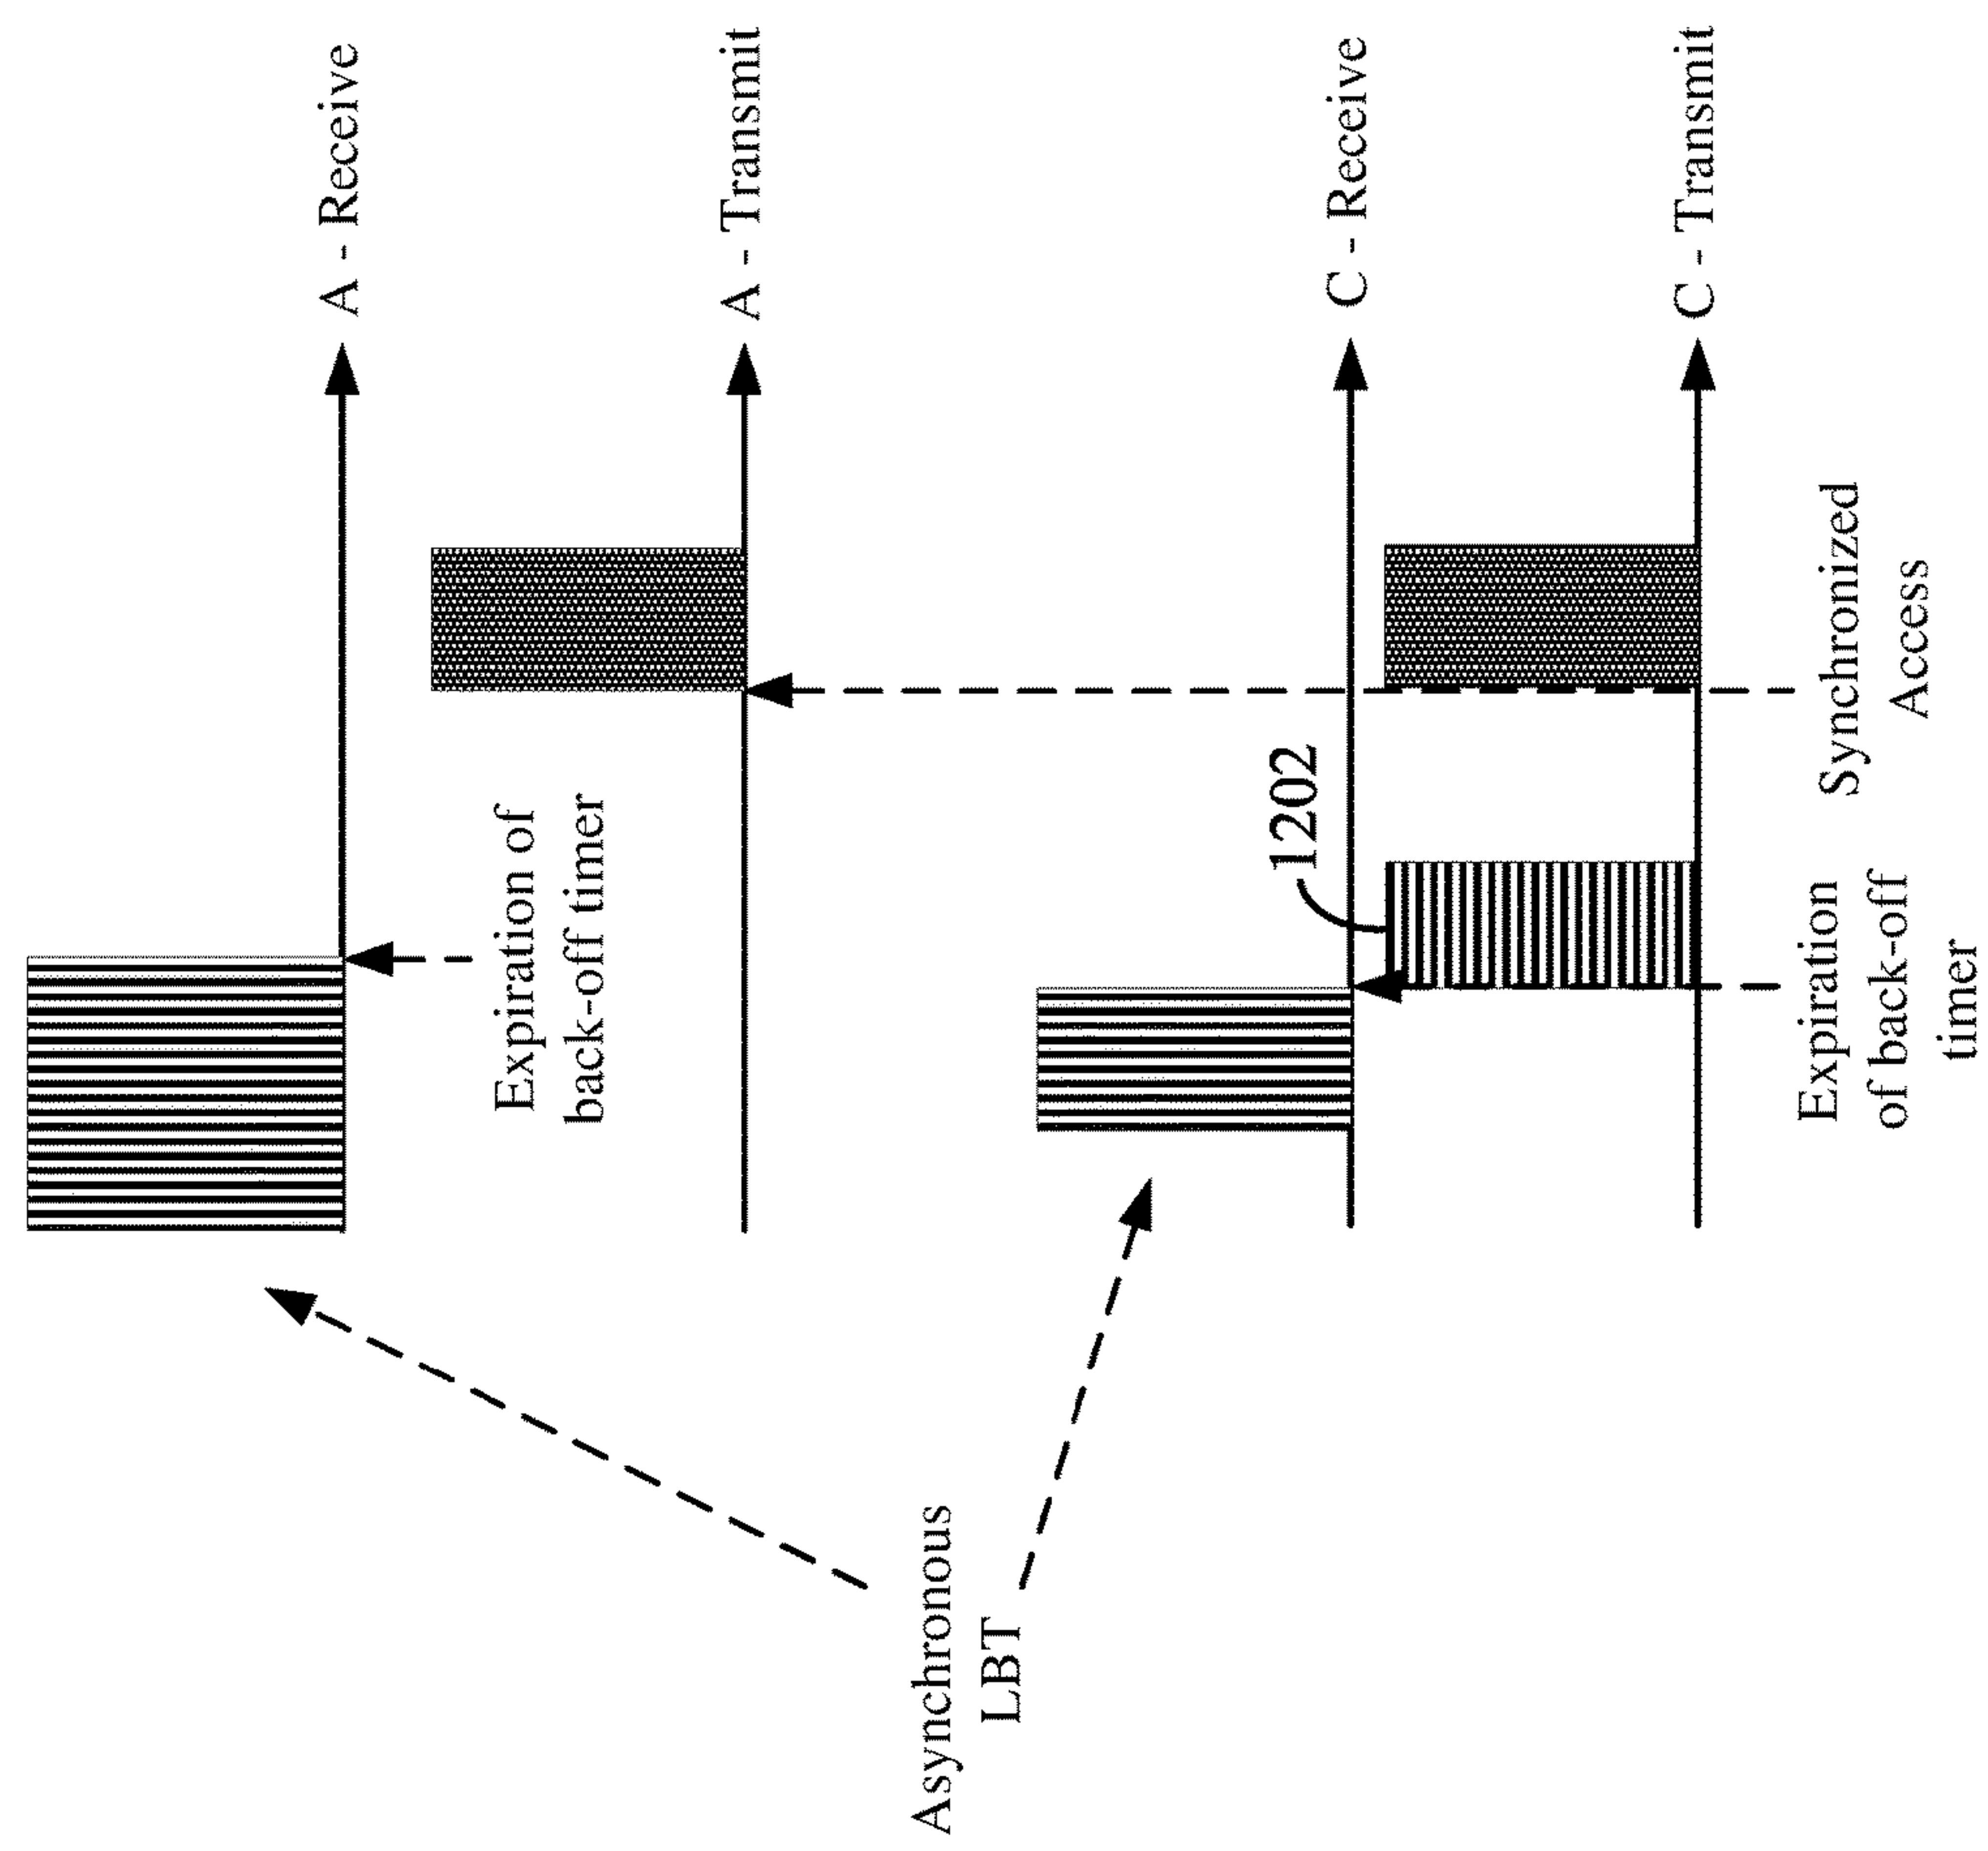 A - Receive
Expiration of
back-off timer
A - Transmit
Asynchronous
LBT
1202
C - Receive
C - Transmit
Expiration
of back-off
timer
Synchronized
Access